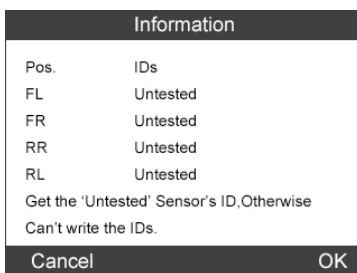 Information
Pos. IDs
FL Untested
FR Untested
RR Untested
RL Untested
Get the 'Untested' Sensor's ID,Otherwise
Can't write the IDs.
Cancel OK